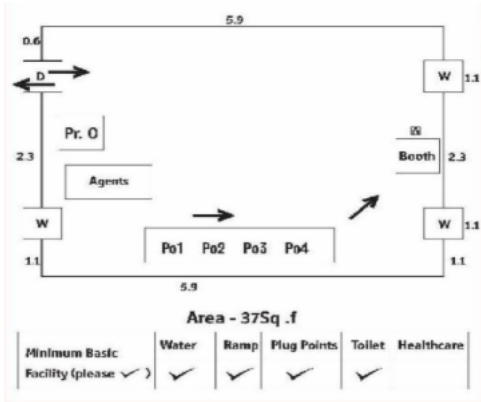 5.9
0.6
D
W 1.1
Pr. O
2.3
Booth 2.3
Agents
W
W 1.1
Po1 Po2 Po3 Po4
1.1
1.1
5.9
Area - 37Sq .f
Minimum Basic
Facility (please ✓ )
Water Ramp Plug Points Toilet Healthcare
✓ ✓ ✓ ✓